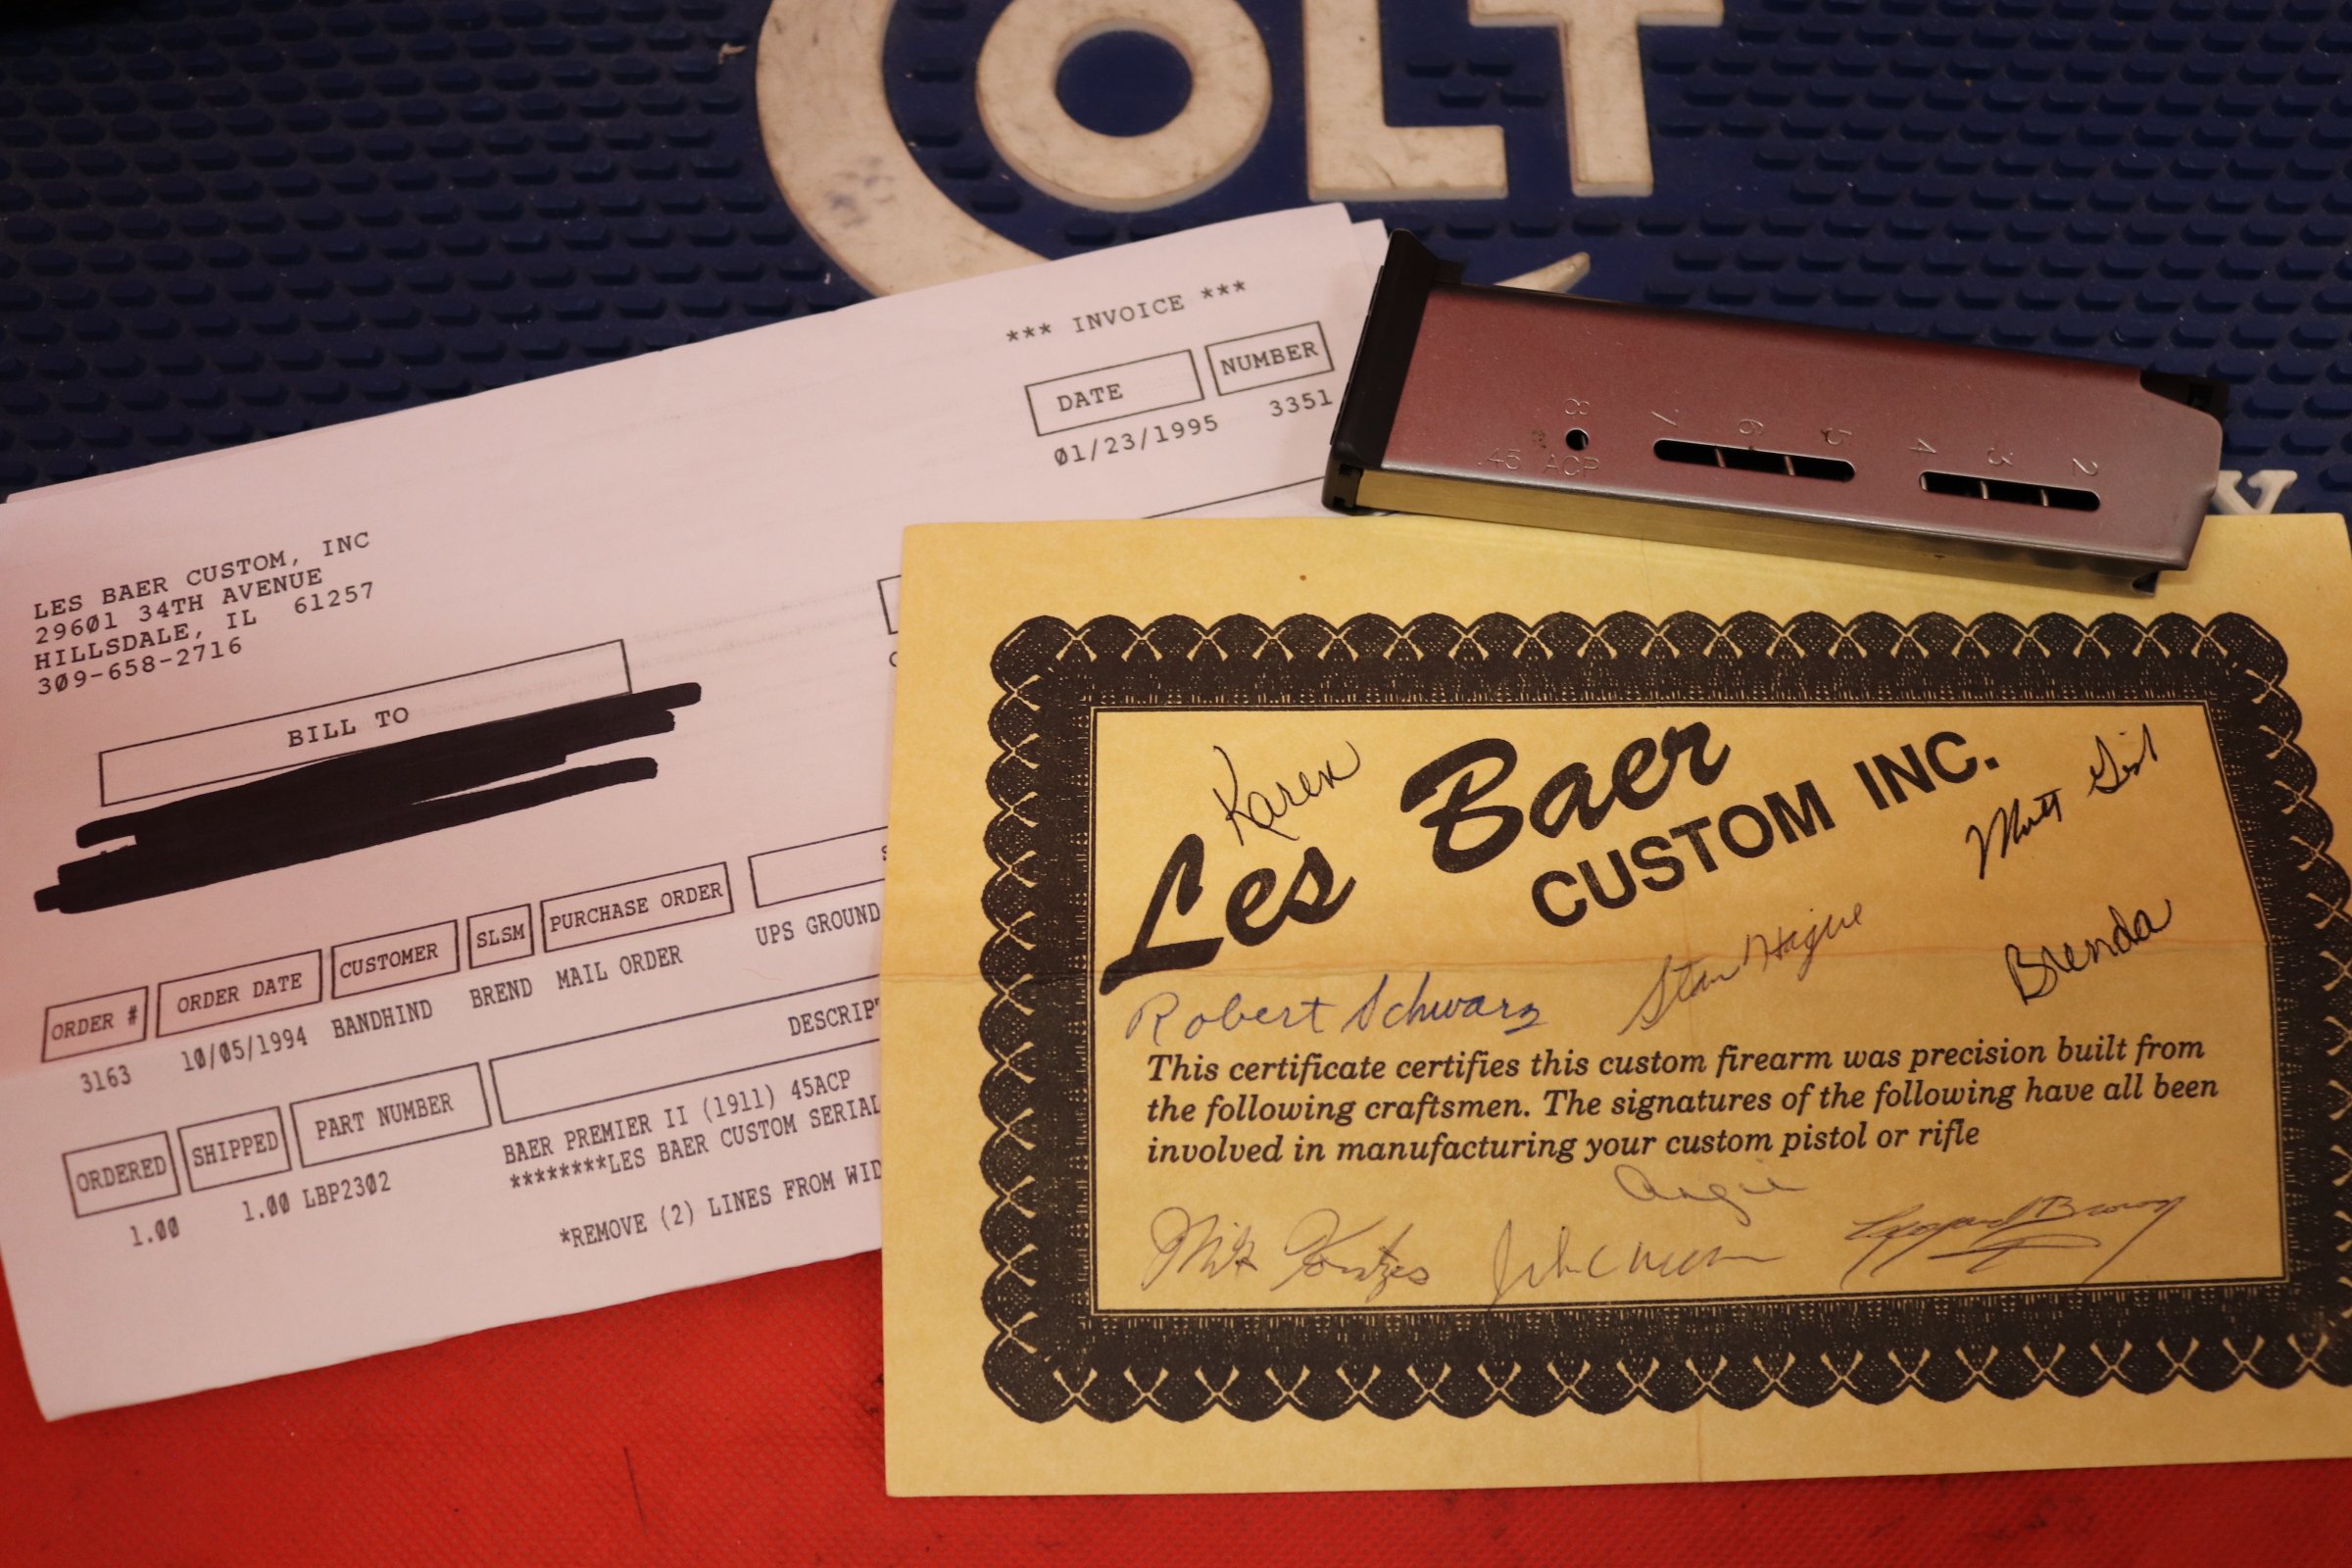 COLT
*** INVOICE ***
DATE NUMBER
01/23/1995 3351
LES BAER CUSTOM, INC
29601 34TH AVENUE
HILLSDALE, IL 61257
309-658-2716
BILL TO
ORDER # ORDER DATE CUSTOMER SLSM PURCHASE ORDER
3163 10/05/1994 BANDHIND BREND MAIL ORDER UPS GROUND
ORDERED SHIPPED PART NUMBER DESCRIPT
1.00 1.00 LBP2302 BAER PREMIER II (1911) 45ACP
********LES BAER CUSTOM SERIAL
*REMOVE (2) LINES FROM WID
8 7 6 5 4 3 2
.45 ACP
Y
Karen
Les Baer
CUSTOM INC.
Matt
Robert Schwarz
Stan Hague
Brenda
This certificate certifies this custom firearm was precision built from
the following craftsmen. The signatures of the following have all been
involved in manufacturing your custom pistol or rifle
Angie